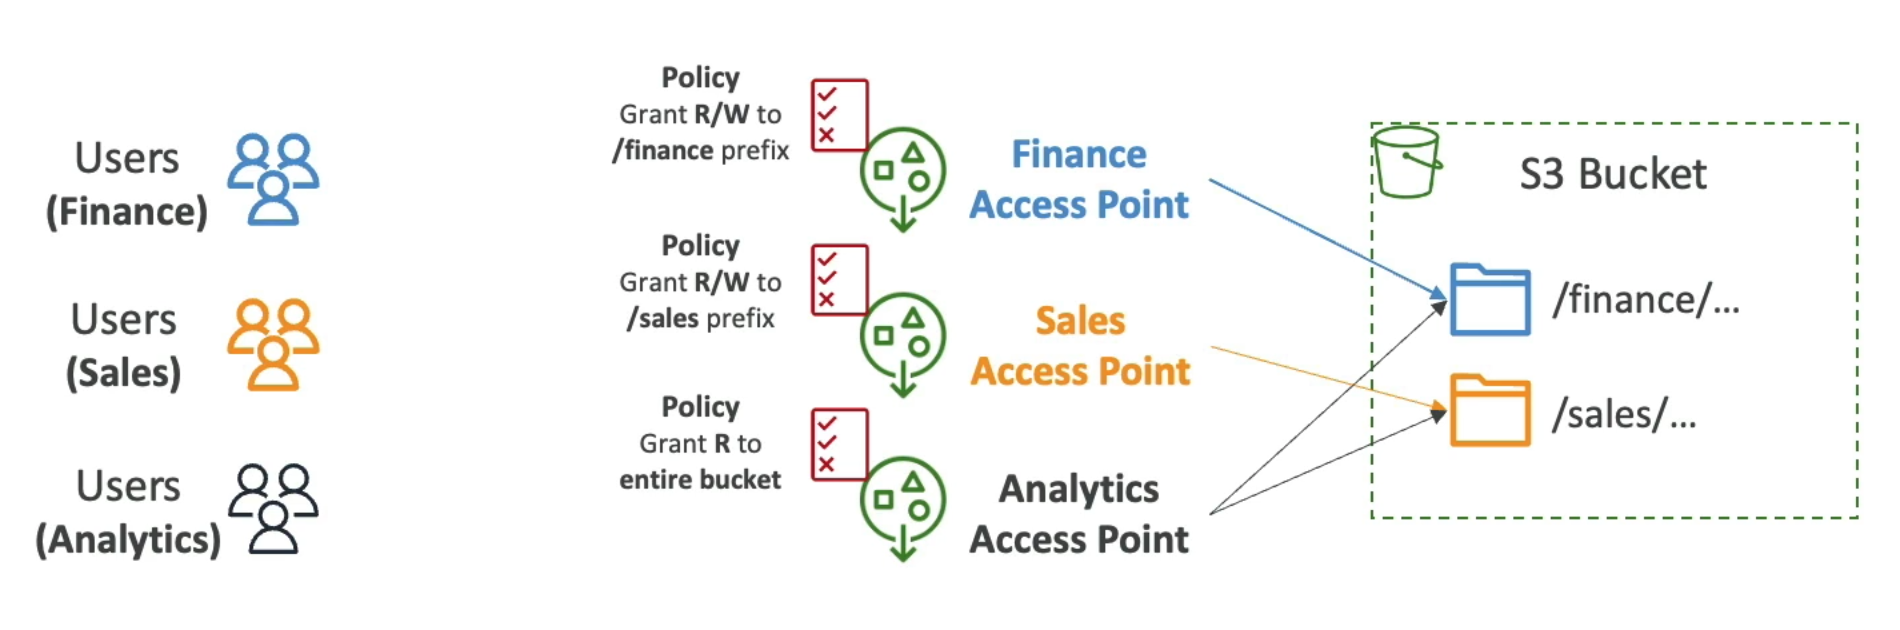 Users
(Finance)
Users
(Sales)
Users
(Analytics)
Policy
Grant R/W to
/finance prefix
Policy
Grant R/W to
/sales prefix
Policy
Grant R to
entire bucket
Finance
Access Point
Sales
Access Point
Analytics
Access Point
S3 Bucket
/finance/...
/sales/...